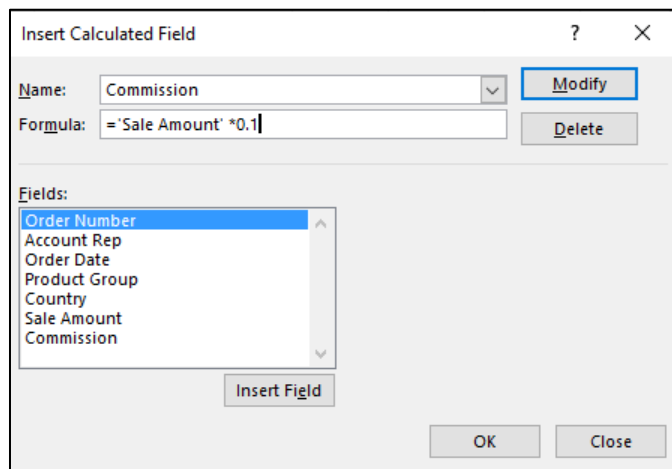 Insert Calculated Field ? ×
Name: Commission Modify
Formula: ='Sale Amount' *0.1 Delete
Fields:
Order Number
Account Rep
Order Date
Product Group
Country
Sale Amount
Commission
Insert Field
OK Close